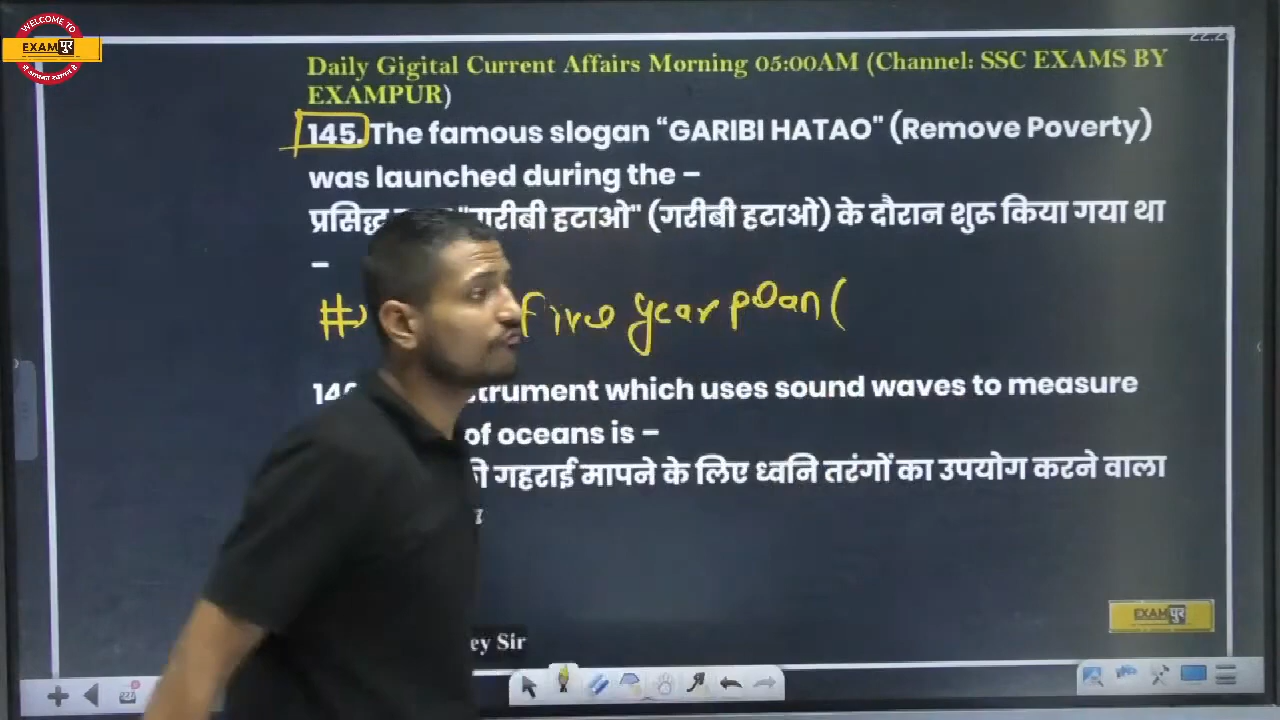 WELCOME TO
EXAMपुर
Daily Gigital Current Affairs Morning 05:00AM (Channel: SSC EXAMS BY
EXAMPUR)
145. The famous slogan “GARIBI HATAO" (Remove Poverty)
was launched during the –
प्रसिद्ध "गरीबी हटाओ" (गरीबी हटाओ) के दौरान शुरू किया गया था
–
five year plan (
which uses sound waves to measure
of oceans is –
गहराई मापने के लिए ध्वनि तरंगों का उपयोग करने वाला
EXAMपुर
Sir